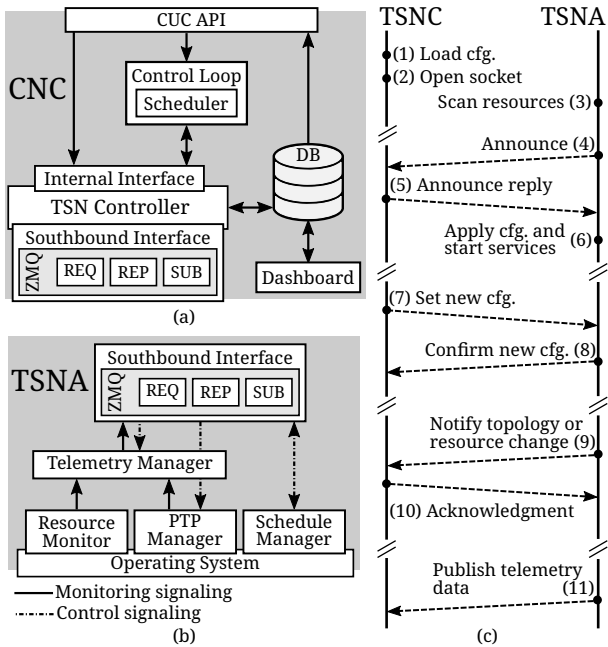 CUC API
CNC
Control Loop
Scheduler
DB
Internal Interface
TSN Controller
Southbound Interface
ZMQ
REQ
REP
SUB
Dashboard
(a)
TSNA
Southbound Interface
ZMQ
REQ
REP
SUB
Telemetry Manager
Resource
Monitor
PTP
Manager
Schedule
Manager
Operating System
Monitoring signaling
Control signaling
(b)
TSNC
TSNA
(1) Load cfg.
(2) Open socket
Scan resources (3)
Announce (4)
(5) Announce reply
Apply cfg. and
start services
(6)
(7) Set new cfg.
Confirm new cfg. (8)
Notify topology or
resource change (9)
(10) Acknowledgment
Publish telemetry
data
(11)
(c)